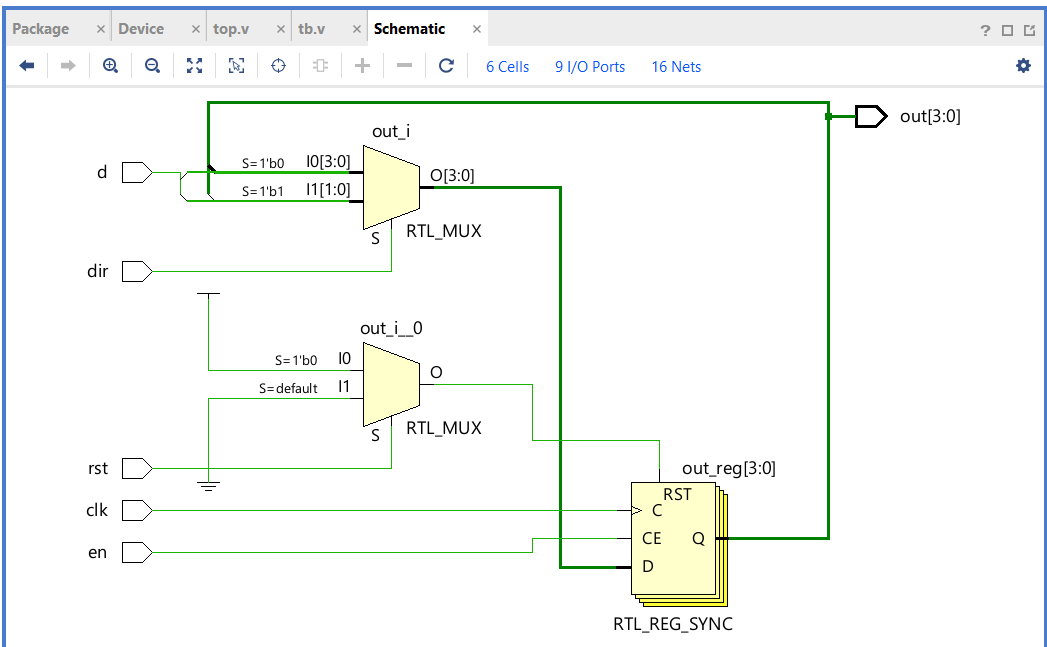 Package × Device × top.v × tb.v × Schematic × ?
6 Cells 9 I/O Ports 16 Nets
out[3:0]
out_i
d S=1'b0 I0[3:0]
O[3:0]
S=1'b1 I1[1:0]
S RTL_MUX
dir
out_i__0
S=1'b0 I0
O
S=default I1
S RTL_MUX
rst out_reg[3:0]
RST
clk C
CE Q
en
D
RTL_REG_SYNC